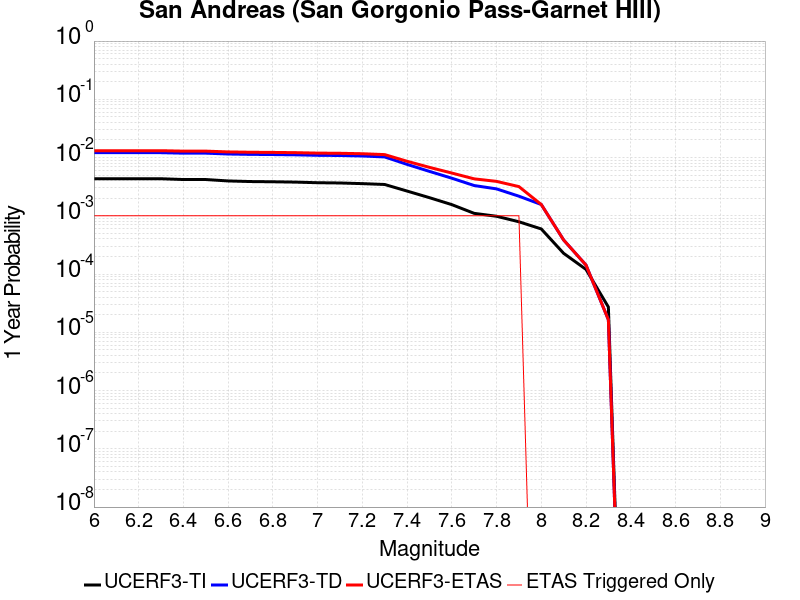 San Andreas (San Gorgonio Pass-Garnet HIll)
10^0
10^-1
10^-2
10^-3
10^-4
10^-5
10^-6
10^-7
10^-8
1 Year Probability
6 6.2 6.4 6.6 6.8 7 7.2 7.4 7.6 7.8 8 8.2 8.4 8.6 8.8 9
Magnitude
UCERF3-TI UCERF3-TD UCERF3-ETAS ETAS Triggered Only